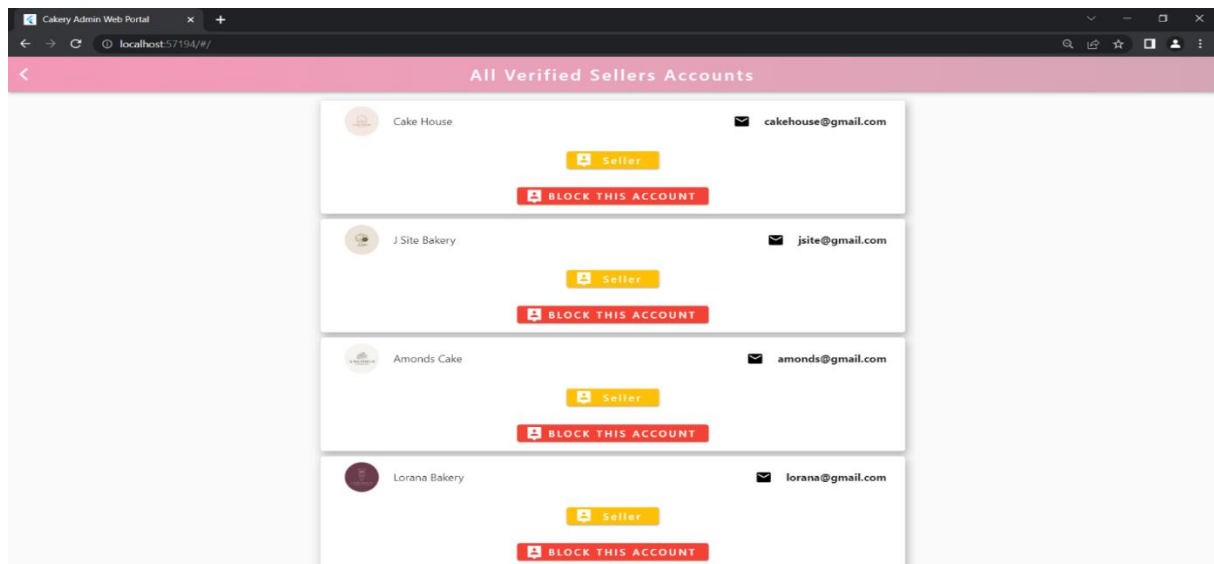 Cakery Admin Web Portal
localhost:57194/#/
All Verified Sellers Accounts
Cake House cakehouse@gmail.com
Seller
BLOCK THIS ACCOUNT
J Site Bakery jsite@gmail.com
Seller
BLOCK THIS ACCOUNT
Amonds Cake amonds@gmail.com
Seller
BLOCK THIS ACCOUNT
Lorana Bakery lorana@gmail.com
Seller
BLOCK THIS ACCOUNT